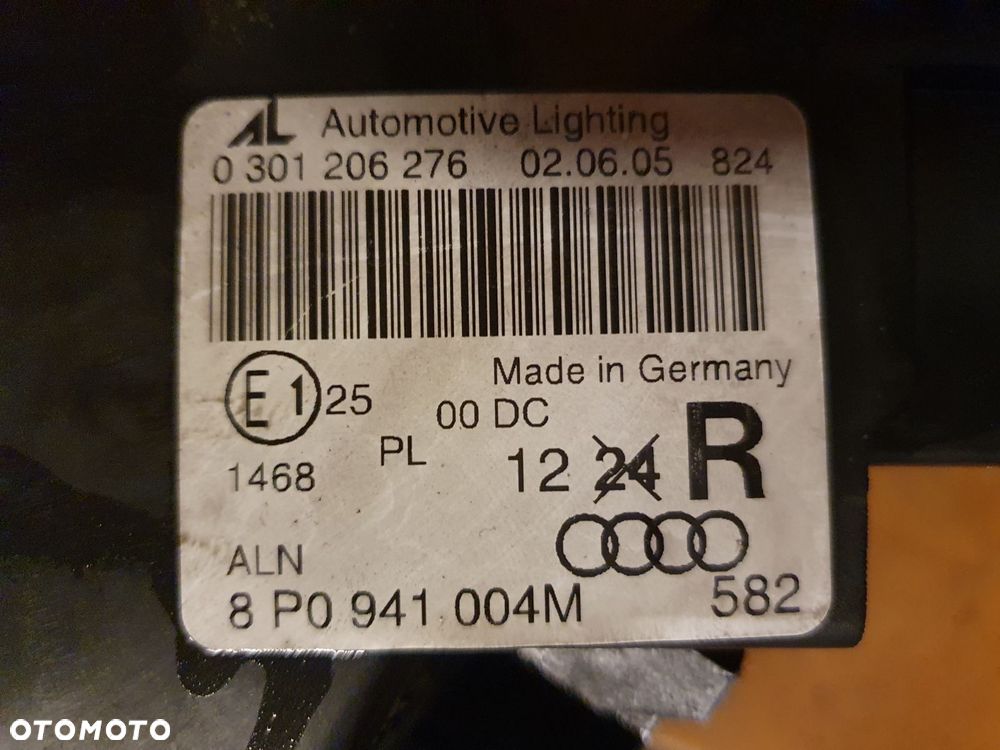 AL Automotive Lighting
0 301 206 276 02.06.05 824
Made in Germany
E1 25
00 DC
PL
1468
12 24 R
ALN
8 P0 941 004M
582
OTOMOTO